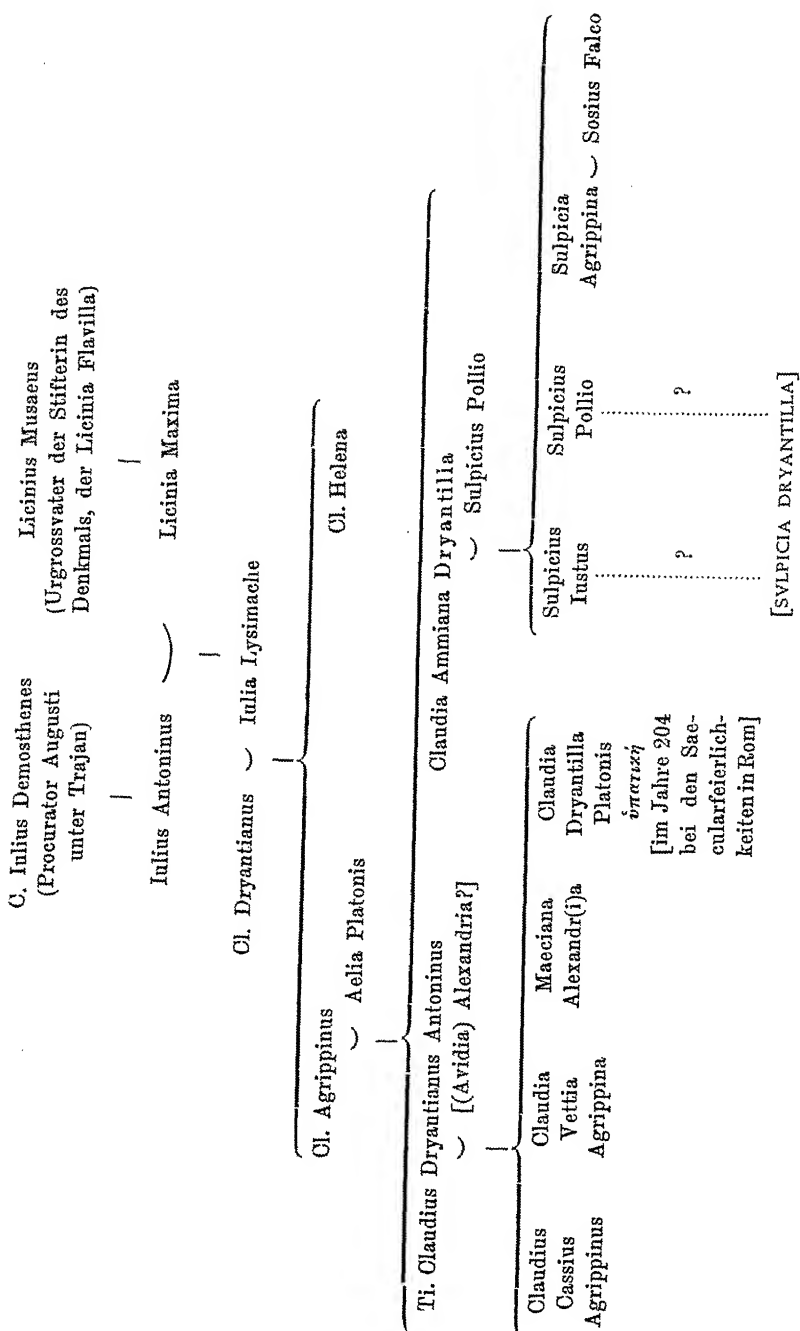 C. Iulius Demosthenes
(Procurator Augusti
unter Trajan)
Licinius Musaeus
(Urgrossvater der Stifterin des
Denkmals, der Licinia Flavilla)
Iulius Antoninus
Licinia Maxima
Cl. Dryantianus
Iulia Lysimache
Cl. Agrippinus
Aelia Platonis
Cl. Helena
Ti. Claudius Dryantianus Antoninus
[(Avidia) Alexandria?]
Claudia Ammiana Dryantilla
Sulpicius Pollio
Claudius
Cassius
Agrippinus
Claudia
Vettia
Agrippina
Maeciana
Alexandr(i)a
Claudia
Dryantilla
Platonis
ὑπατική
[im Jahre 204
bei den Sae-
cularfeierlich-
keiten in Rom]
Sulpicius
Iustus
?
Sulpicius
Pollio
?
Sulpicia
Agrippina
Sosius Falco
[SVLPICIA DRYANTILLA]